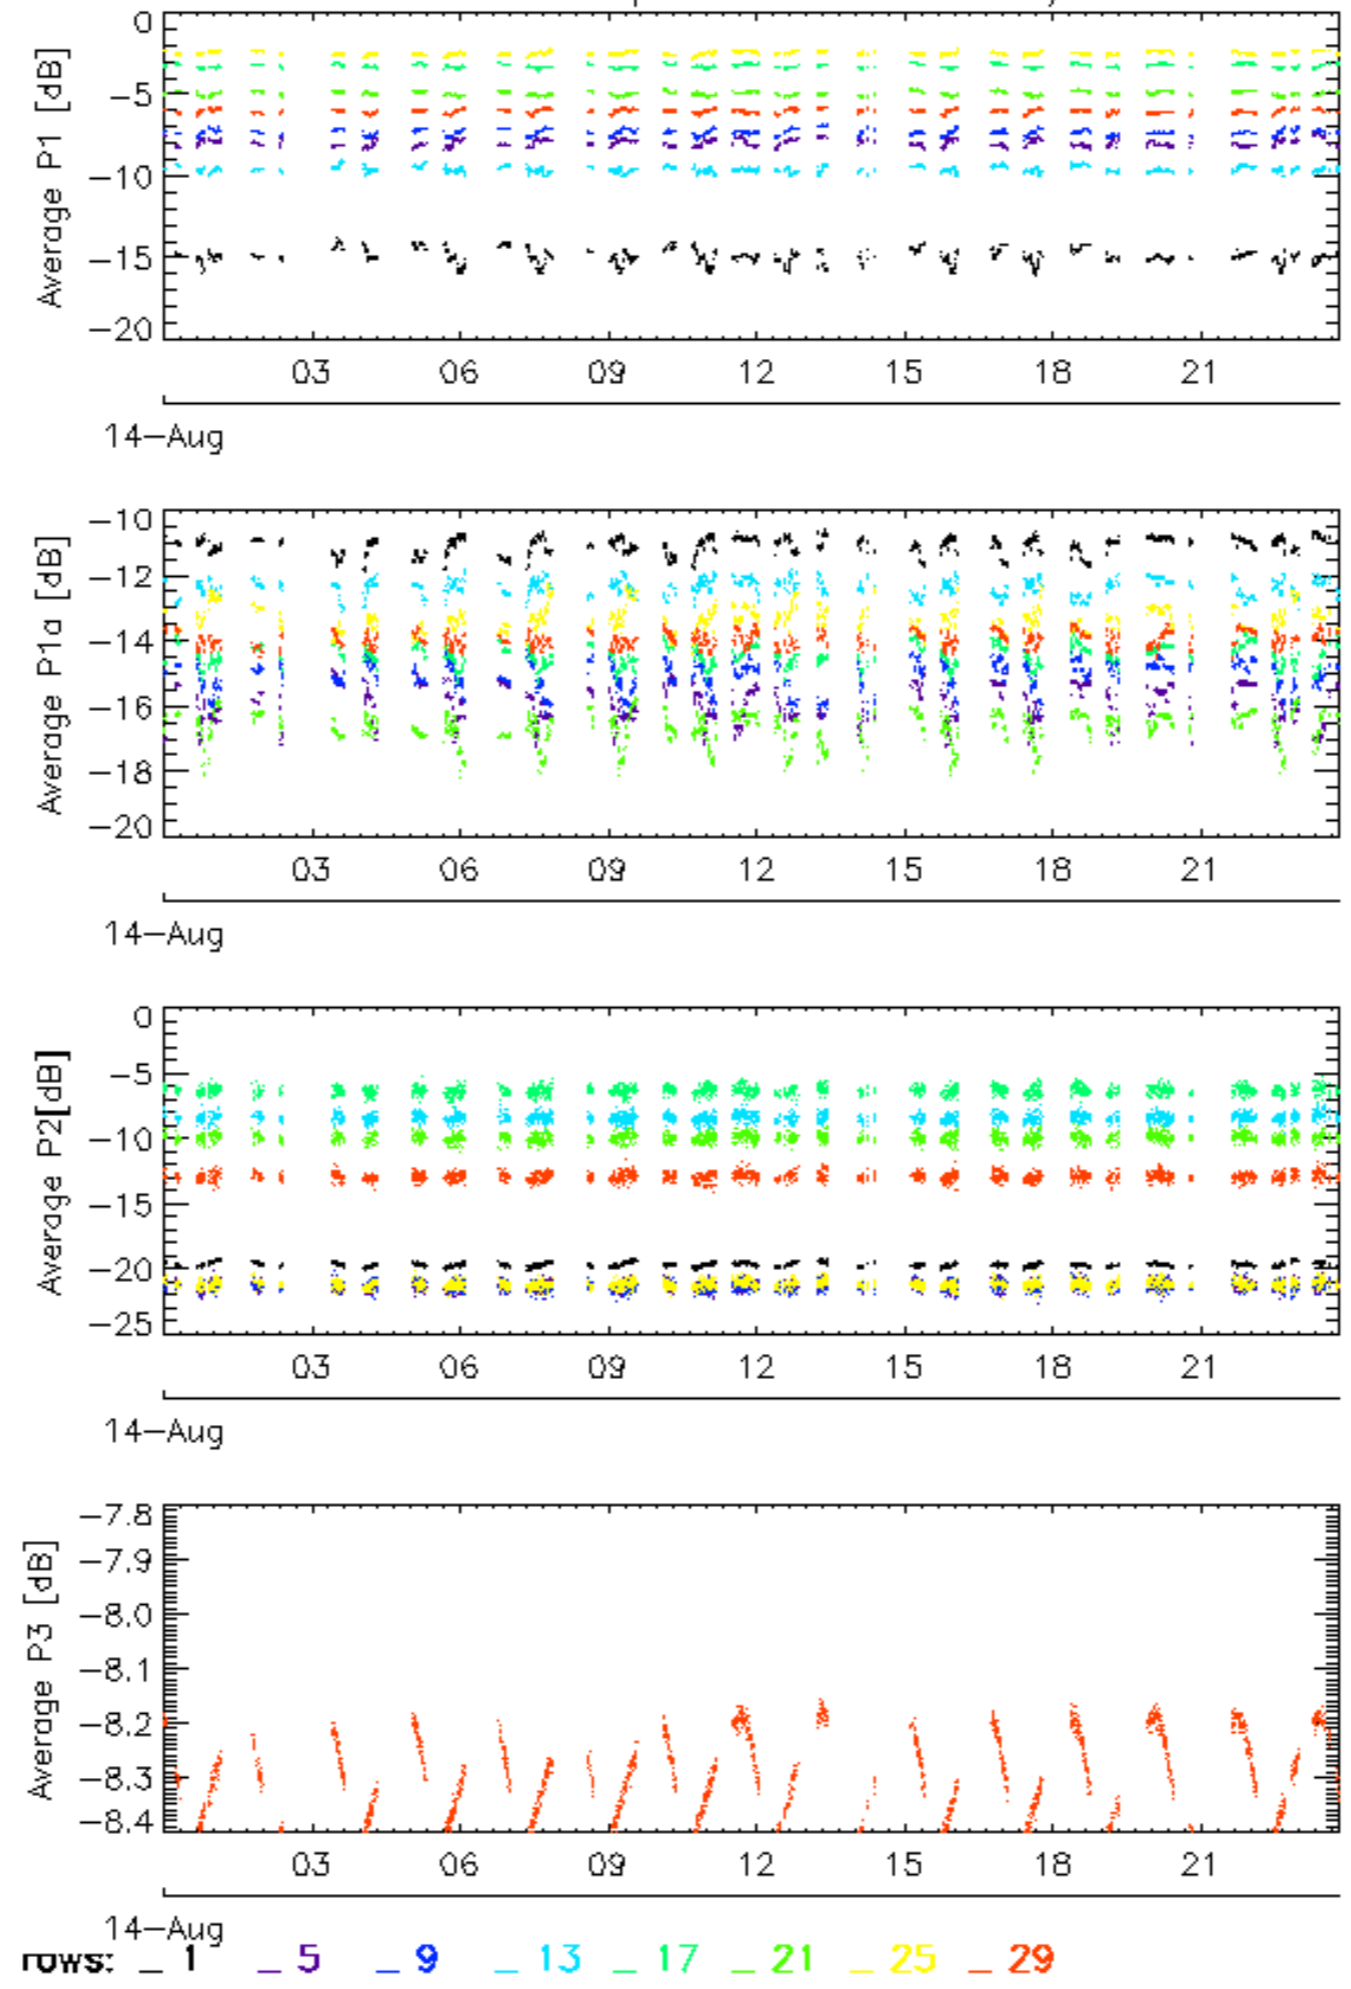 0
−5
−10
−15
−20
Average P1 [dB]
03 06 09 12 15 18 21
14−Aug
−10
−12
−14
−16
−18
−20
Average P1a [dB]
03 06 09 12 15 18 21
14−Aug
0
−5
−10
−15
−20
−25
Average P2[dB]
03 06 09 12 15 18 21
14−Aug
−7.8
−7.9
−8.0
−8.1
−8.2
−8.3
−8.4
Average P3 [dB]
03 06 09 12 15 18 21
14−Aug
rows: _ 1 _ 5 _ 9 _ 13 _ 17 _ 21 _ 25 _ 29